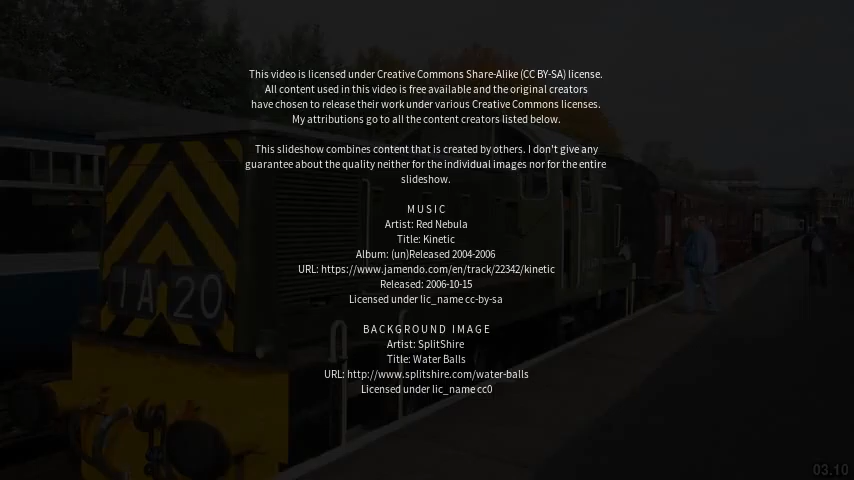 This video is licensed under Creative Commons Share-Alike (CC BY-SA) license.
All content used in this video is free available and the original creators
have chosen to release their work under various Creative Commons licenses.
My attributions go to all the content creators listed below.
This slideshow combines content that is created by others. I don't give any
guarantee about the quality neither for the individual images nor for the entire
slideshow.
MUSIC
Artist: Red Nebula
Title: Kinetic
Album: (un)Released 2004-2006
URL: https://www.jamendo.com/en/track/22342/kinetic
Released: 2006-10-15
Licensed under lic_name cc-by-sa
1A20
BACKGROUND IMAGE
Artist: SplitShire
Title: Water Balls
URL: http://www.splitshire.com/water-balls
Licensed under lic_name cc0
03.10